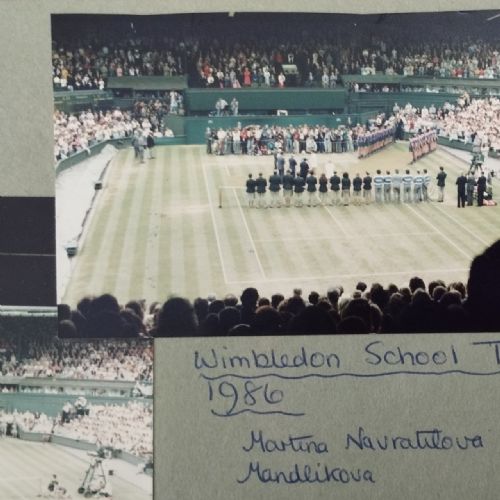 Wimbledon School T
1986
Martina Navratilova
Mandlikova